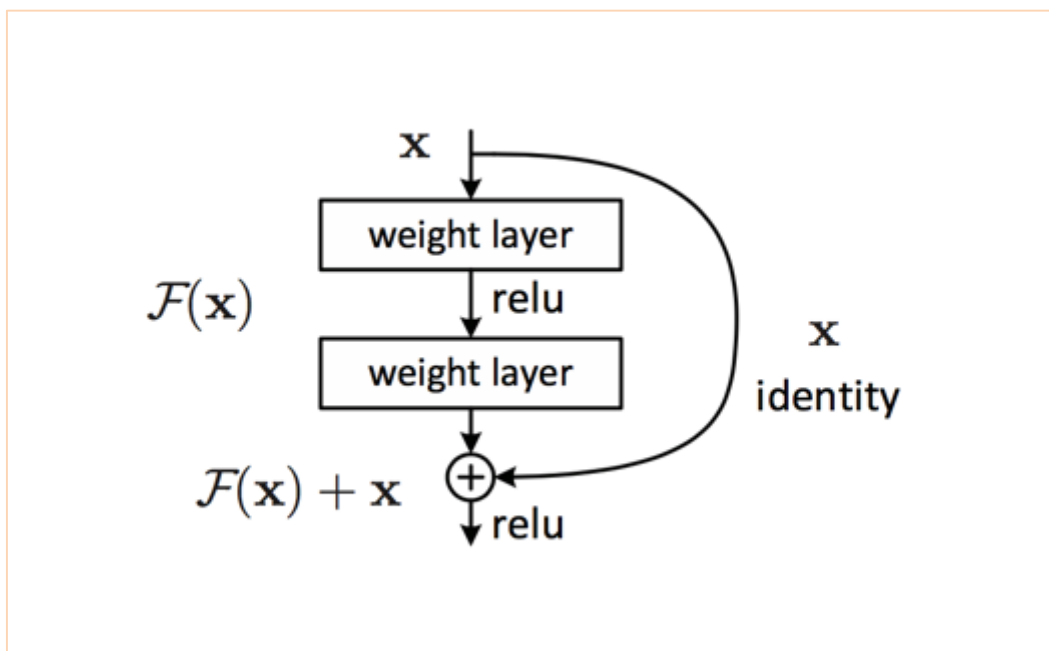 x
weight layer
F(x)
relu
x
weight layer
identity
F(x) + x
+
relu